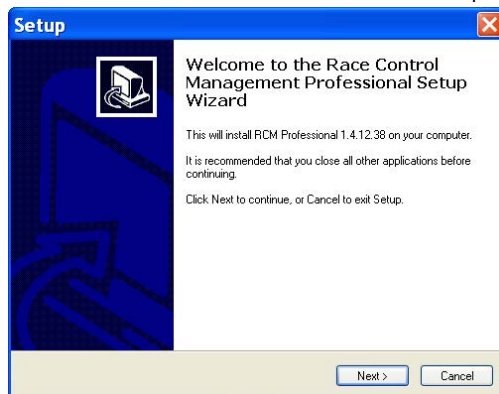 Setup
Welcome to the Race Control
Management Professional Setup
Wizard
This will install RCM Professional 1.4.12.38 on your computer.
It is recommended that you close all other applications before
continuing.
Click Next to continue, or Cancel to exit Setup.
Next >
Cancel